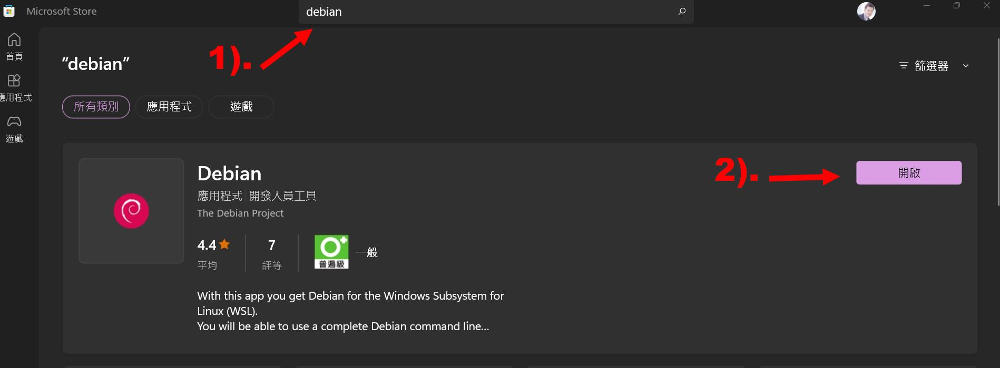 Microsoft Store
debian
首頁
應用程式
遊戲
1).
“debian”
篩選器
所有類別
應用程式
遊戲
Debian
應用程式
開發人員工具
The Debian Project
2).
開啟
4.4
平均
7
評等
普遍級
一般
With this app you get Debian for the Windows Subsystem for
Linux (WSL).
You will be able to use a complete Debian command line...